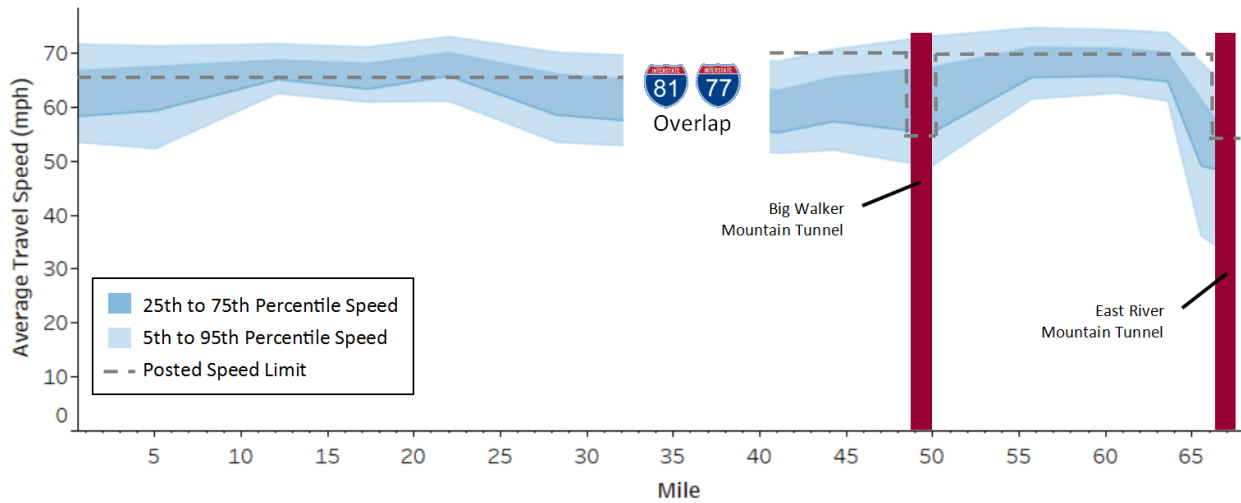 Average Travel Speed (mph)
70
60
50
40
30
20
10
0
INTERSTATE
81
INTERSTATE
77
Overlap
Big Walker
Mountain Tunnel
East River
Mountain Tunnel
25th to 75th Percentile Speed
5th to 95th Percentile Speed
Posted Speed Limit
5 10 15 20 25 30 35 40 45 50 55 60 65
Mile